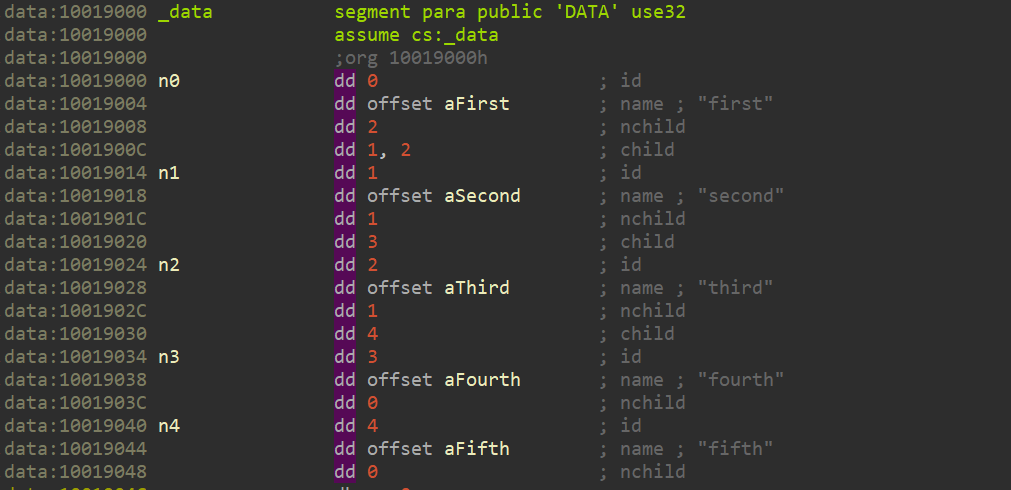 data:10019000 _data segment para public 'DATA' use32
data:10019000 assume cs:_data
data:10019000 ;org 10019000h
data:10019000 n0 dd 0 ; id
data:10019004 dd offset aFirst ; name ; "first"
data:10019008 dd 2 ; nchild
data:1001900C dd 1, 2 ; child
data:10019014 n1 dd 1 ; id
data:10019018 dd offset aSecond ; name ; "second"
data:1001901C dd 1 ; nchild
data:10019020 dd 3 ; child
data:10019024 n2 dd 2 ; id
data:10019028 dd offset aThird ; name ; "third"
data:1001902C dd 1 ; nchild
data:10019030 dd 4 ; child
data:10019034 n3 dd 3 ; id
data:10019038 dd offset aFourth ; name ; "fourth"
data:1001903C dd 0 ; nchild
data:10019040 n4 dd 4 ; id
data:10019044 dd offset aFifth ; name ; "fifth"
data:10019048 dd 0 ; nchild